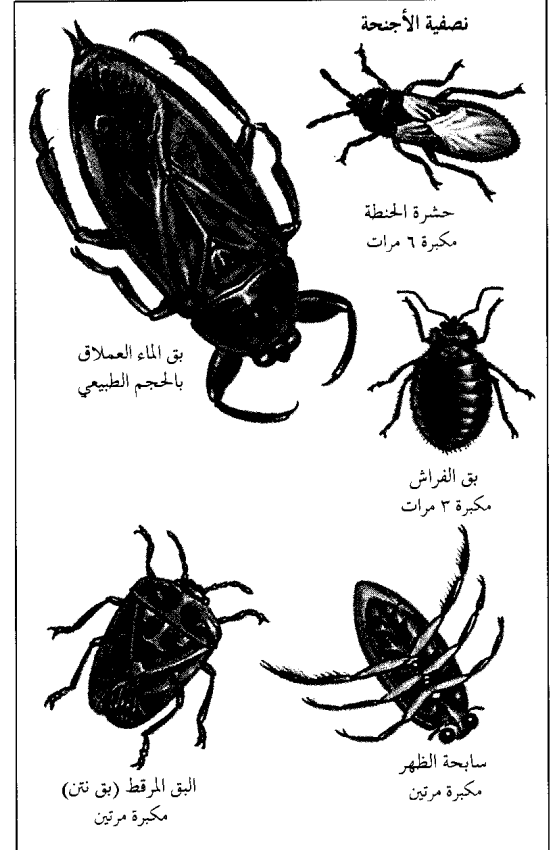 نصفية الأجنحة
حشرة الحنطة
مكبرة ٦ مرات
بق الماء العملاق
بالحجم الطبيعي
بق الفراش
مكبرة ٣ مرات
سابحة الظهر
مكبرة مرتين
البق المرقط (بق نتن)
مكبرة مرتين